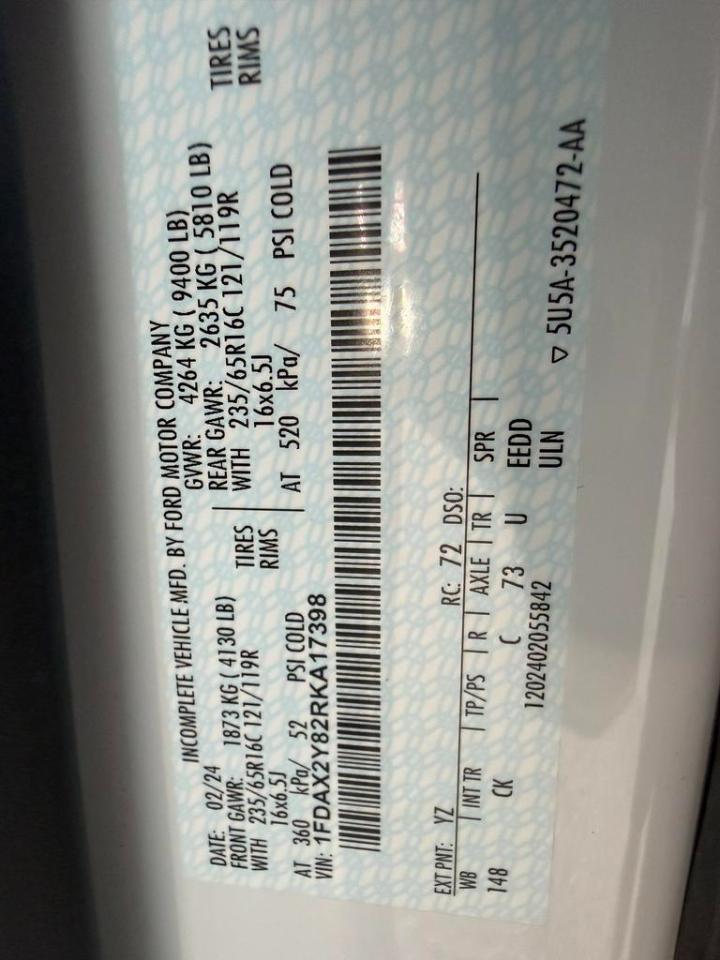 INCOMPLETE VEHICLE MFD. BY FORD MOTOR COMPANY
DATE: 02/24 GVWR: 4264 KG ( 9400 LB)
FRONT GAWR: 1873 KG ( 4130 LB) REAR GAWR: 2635 KG ( 5810 LB)
WITH 235/65R16C 121/119R TIRES WITH 235/65R16C 121/119R TIRES
16x6.5J RIMS 16x6.5J RIMS
AT 360 kPa/ 52 PSI COLD AT 520 kPa/ 75 PSI COLD
VIN: 1FDAX2Y82RKA17398
EXT PNT: YZ RC: 72 DSO:
WB INT TR TP/PS R AXLE TR SPR
148 CK C 73 U EEDD
1202402055842 ULN
▽ 5U5A-3520472-AA